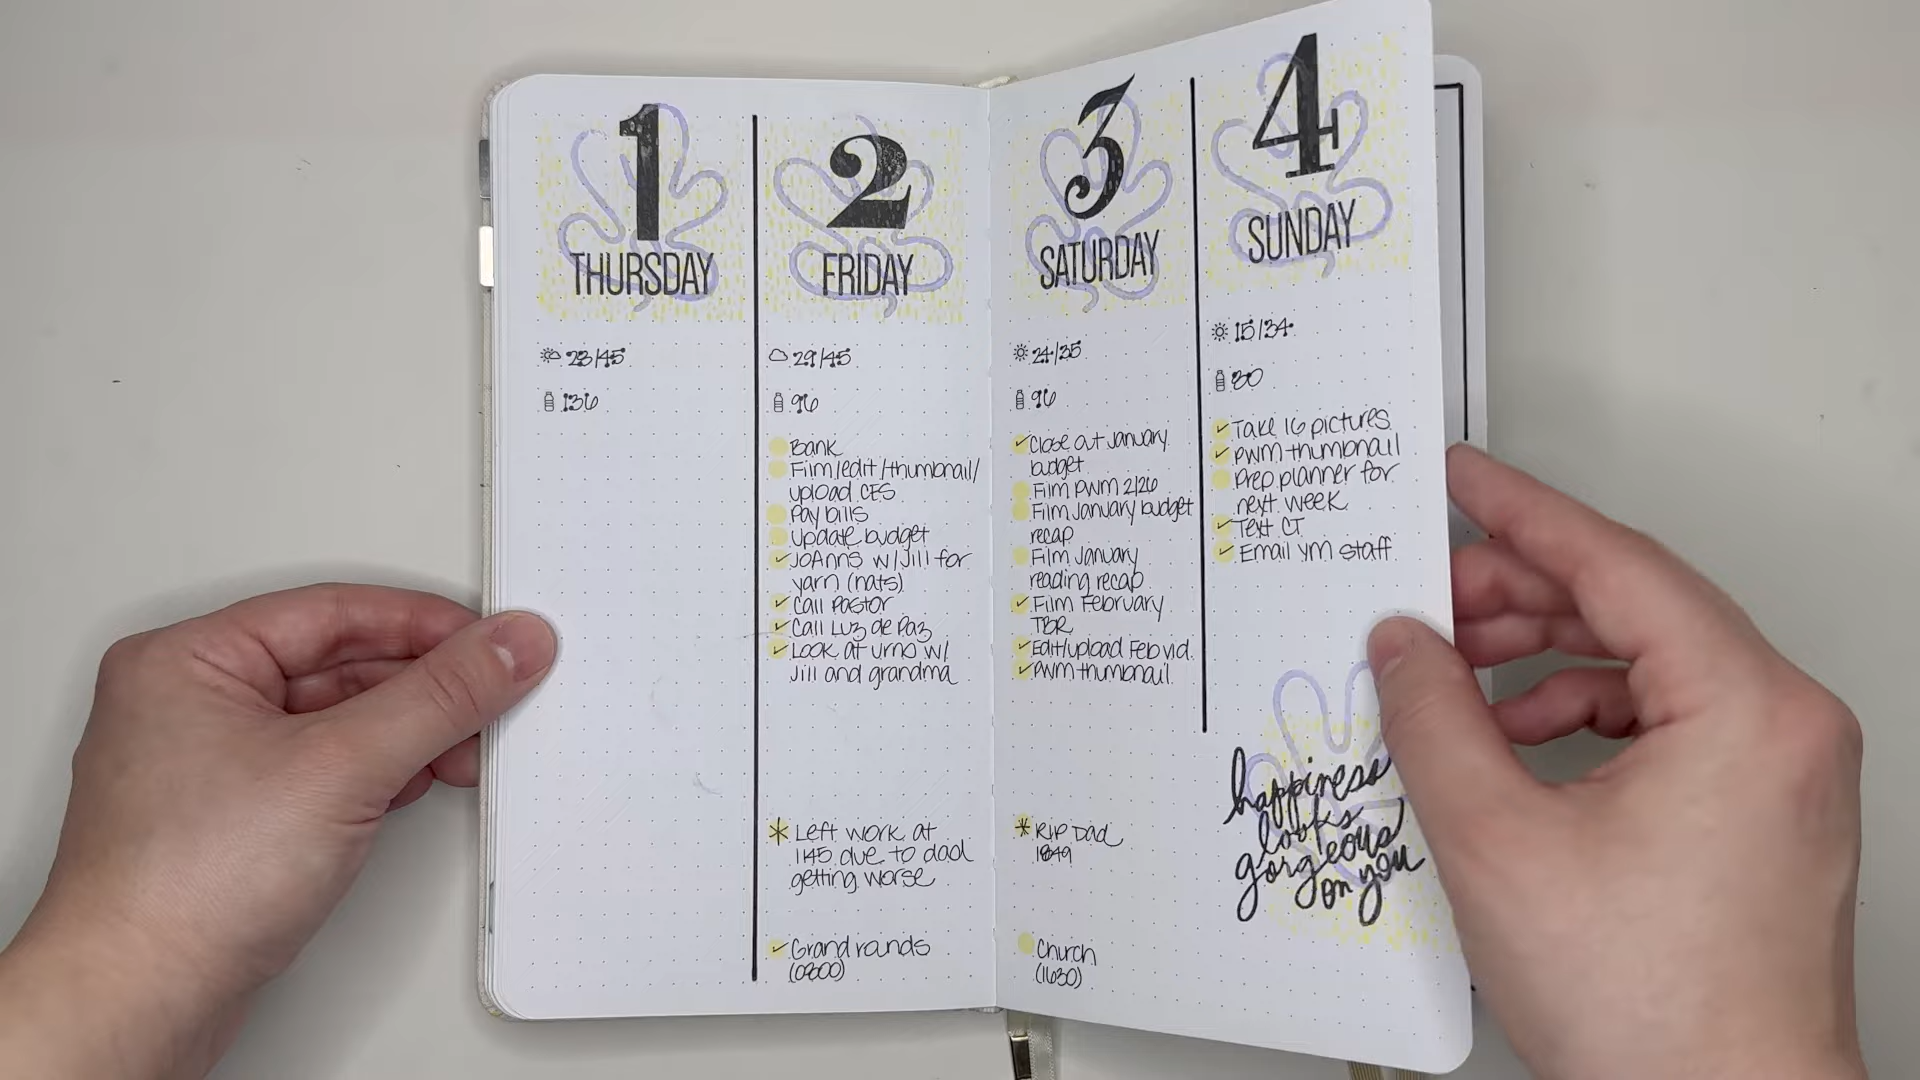 1
THURSDAY
23/45
136
2
FRIDAY
29/45
96
Bank
Film/edit/thumbnail/
upload CFS
Pay bills
update budget
JoAnns w/Jill for
yarn (hats)
Call Pastor
Call Luz de Paz
Look at urns w/
Jill and grandma
Left work at
1145 due to dad
getting worse
Grand rounds
(0800)
3
SATURDAY
24/35
96
Close out January
budget
Film PWM 2/26
Film January budget
recap
Film January
reading recap
Film February
TBR
Edit/upload Feb vid.
PWM thumbnail
RIP Dad
1849
Church
(1630)
4
SUNDAY
15/34
80
Take 16 pictures
PWM thumbnail
Prep planner for
next week
Text CT
Email YM staff
happiness
looks
gorgeous
on you